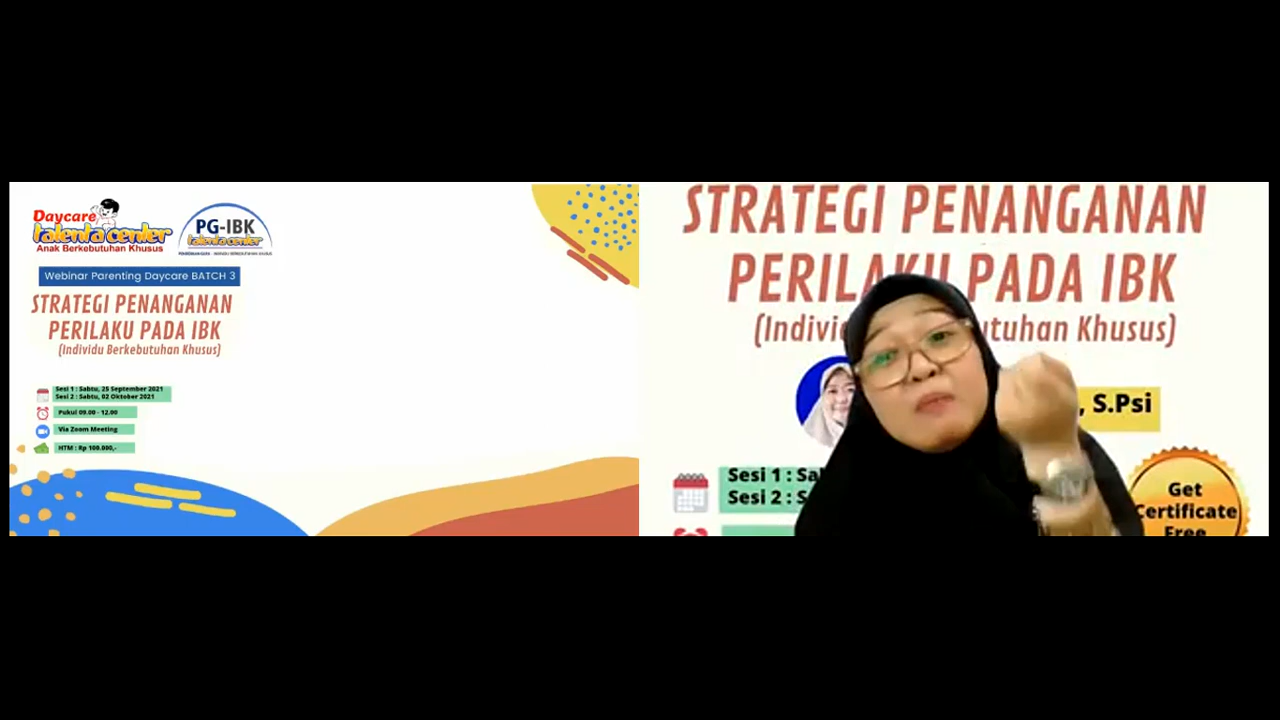 Daycare
talenta center
Anak Berkebutuhan Khusus
PG-IBK
talenta center
Webinar Parenting Daycare BATCH 3
STRATEGI PENANGANAN
PERILAKU PADA IBK
(Individu Berkebutuhan Khusus)
Sesi 1 : Sabtu, 25 September 2021
Sesi 2 : Sabtu, 02 Oktober 2021
Pukul 09.00 - 12.00
Via Zoom Meeting
HTM : Rp 100.000,-
STRATEGI PENANGANAN
PERILAKU PADA IBK
(Individ utuhan Khusus)
, S.Psi
Sesi 1 : Sa
Sesi 2 : S
Get
Certificate
Free